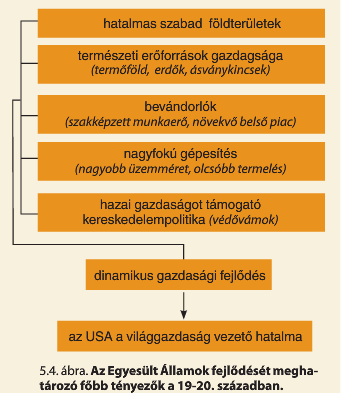 hatalmas szabad földterületek
természeti erőforrások gazdagsága
(termőföld, erdők, ásványkincsek)
bevándorlók
(szakképzett munkaerő, növekvő belső piac)
nagyfokú gépesítés
(nagyobb üzemméret, olcsóbb termelés)
hazai gazdaságot támogató
kereskedelempolitika (védővámok)
dinamikus gazdasági fejlődés
az USA a világgazdaság vezető hatalma
5.4. ábra. Az Egyesült Államok fejlődését megha-
tározó főbb tényezők a 19-20. században.